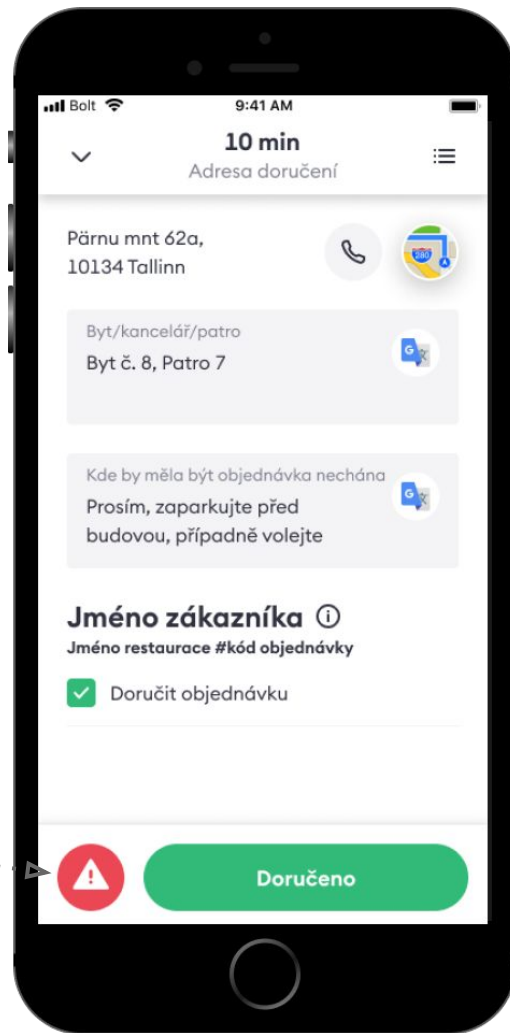 Bolt 9:41 AM
10 min
Adresa doručení
Pärnu mnt 62a,
10134 Tallinn
280
Byt/kancelář/patro
Byt č. 8, Patro 7
G
Kde by měla být objednávka nechána
Prosím, zaparkujte před
budovou, případně volejte
G
Jméno zákazníka
Jméno restaurace #kód objednávky
Doručit objednávku
Doručeno